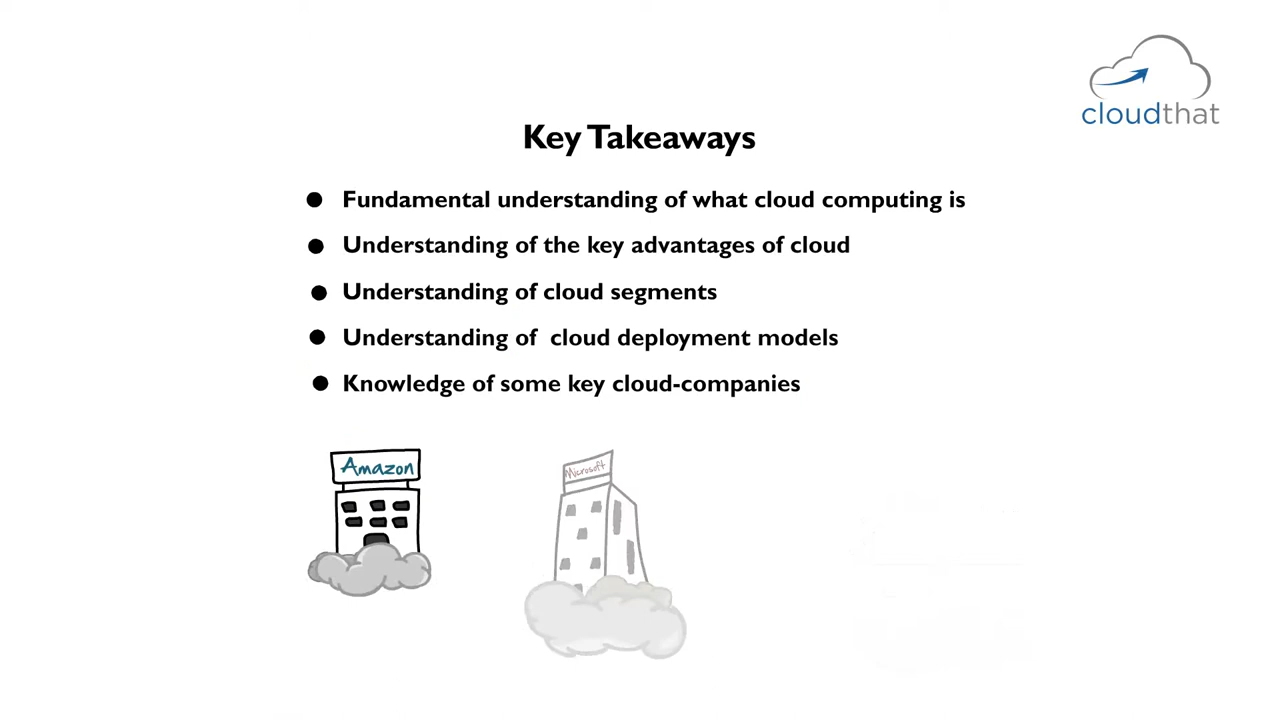 cloudthat
Key Takeaways
● Fundamental understanding of what cloud computing is
● Understanding of the key advantages of cloud
● Understanding of cloud segments
● Understanding of cloud deployment models
● Knowledge of some key cloud-companies
Amazon
Microsoft